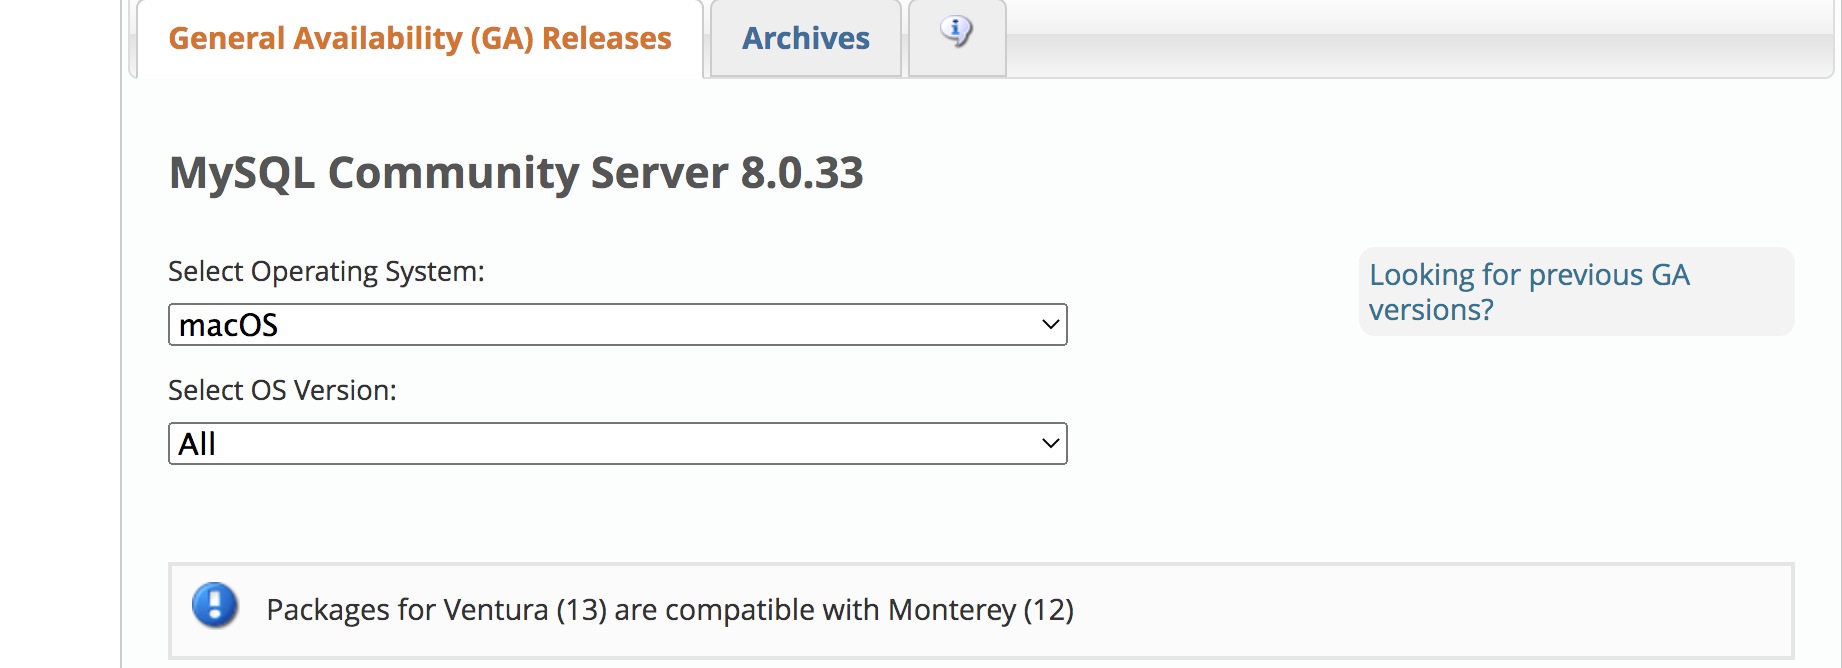 General Availability (GA) Releases
Archives
MySQL Community Server 8.0.33
Select Operating System:
Looking for previous GA
versions?
macOS
Select OS Version:
All
Packages for Ventura (13) are compatible with Monterey (12)